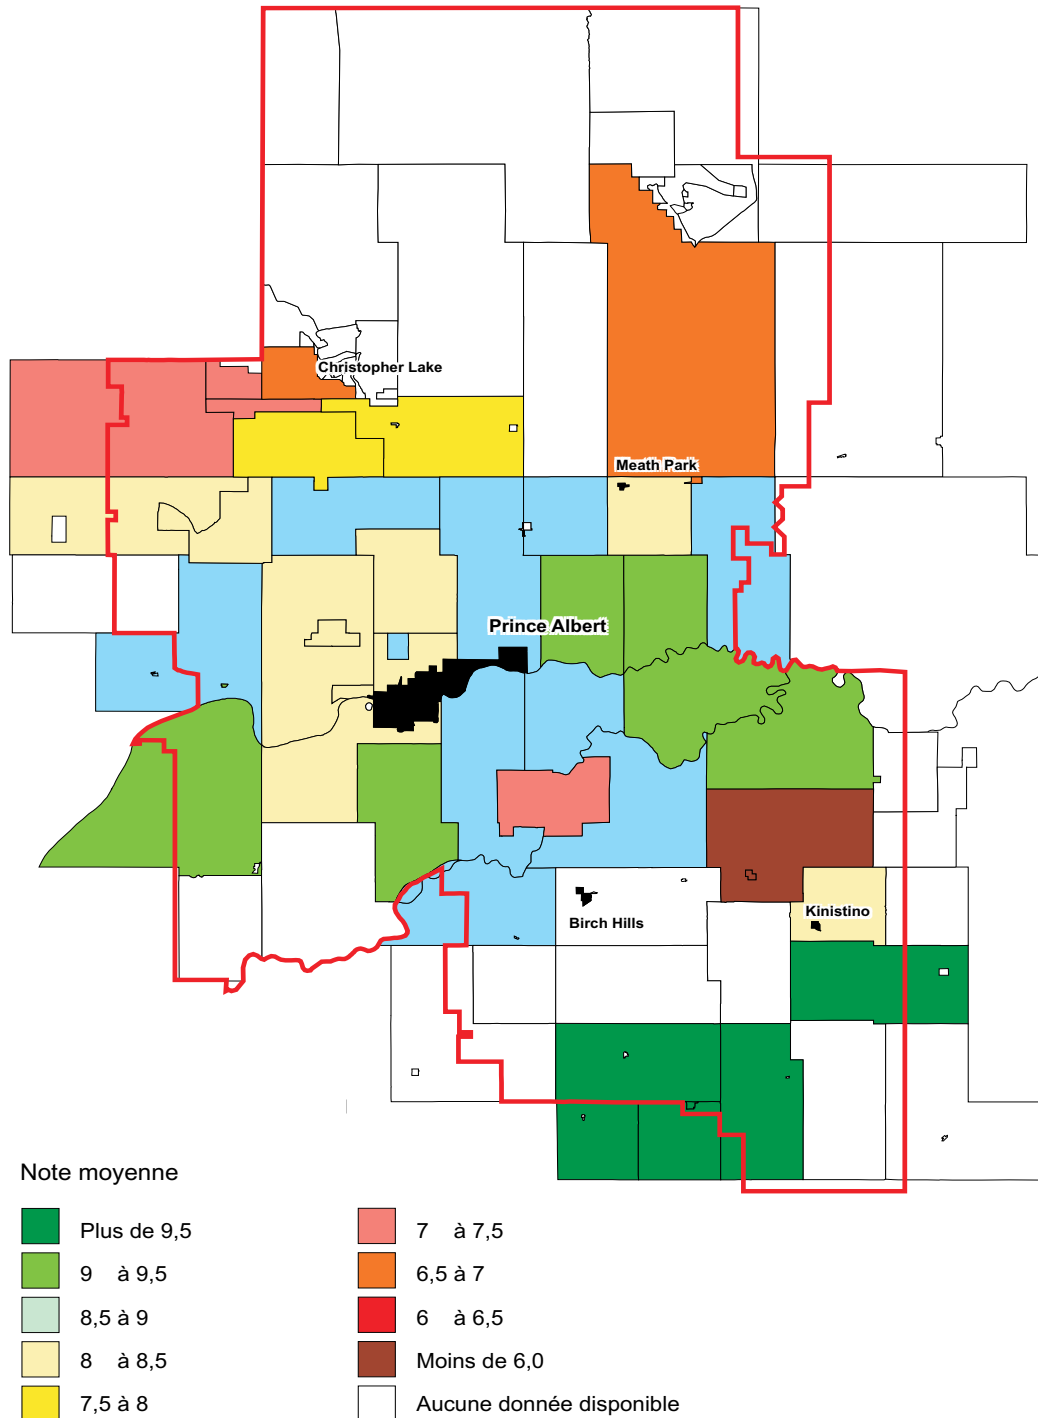 Christopher Lake
Meath Park
Prince Albert
Kinistino
Birch Hills
Note moyenne
Plus de 9,5
9 à 9,5
8,5 à 9
8 à 8,5
7,5 à 8
7 à 7,5
6,5 à 7
6 à 6,5
Moins de 6,0
Aucune donnée disponible